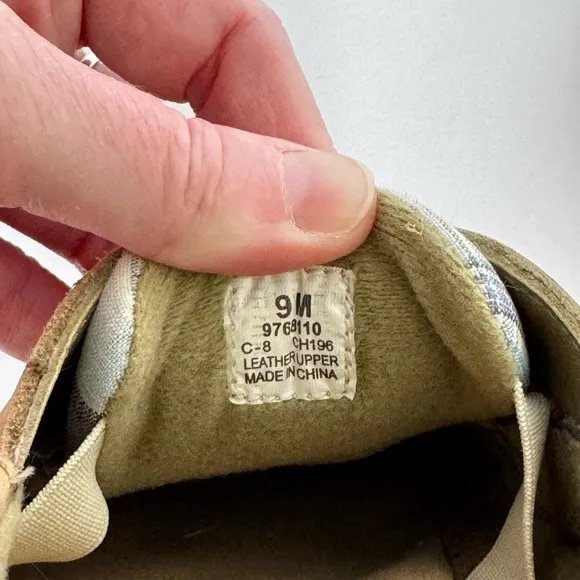 9M
9768110
C-8 CH196
LEATHER UPPER
MADE IN CHINA